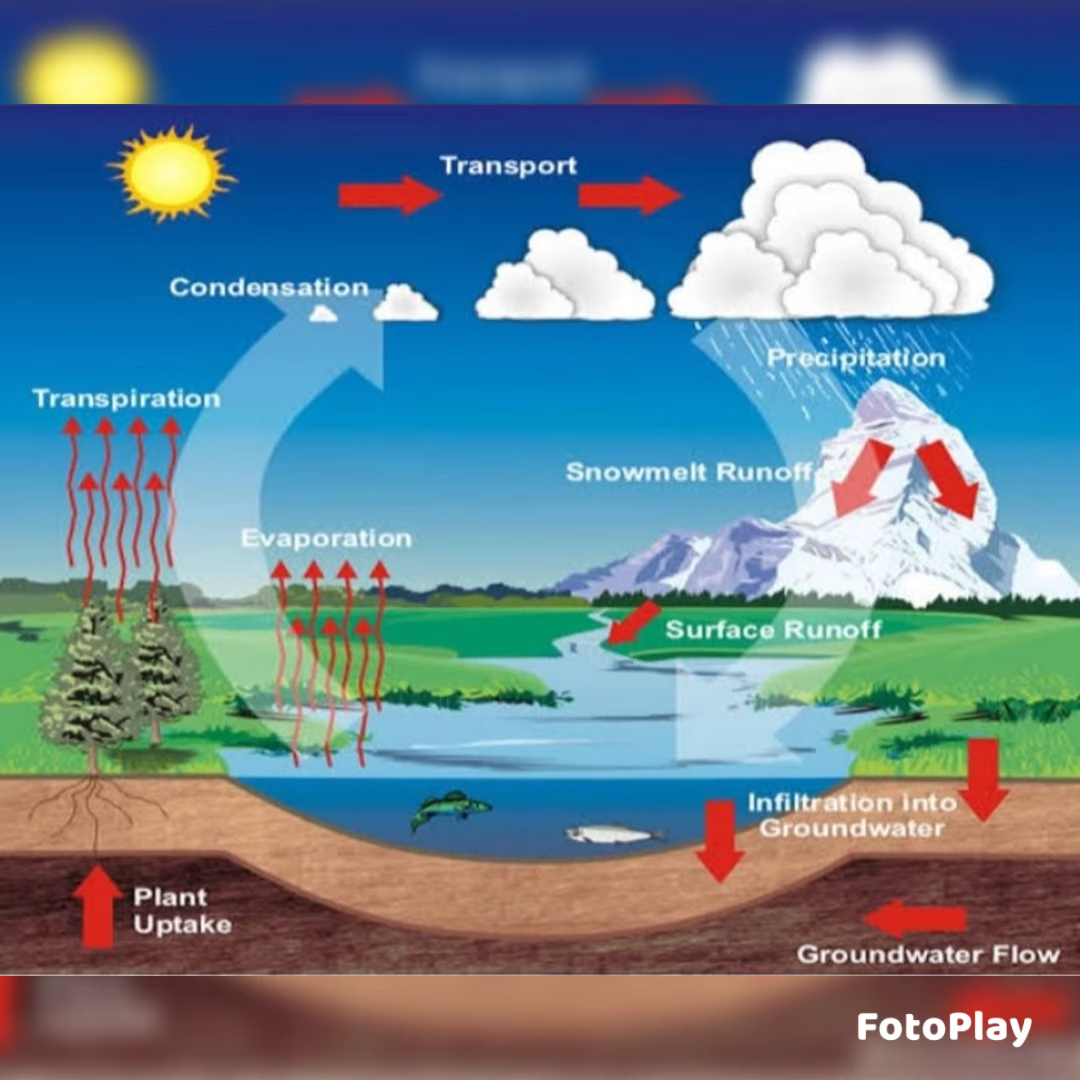 Transport
Condensation
Precipitation
Transpiration
Snowmelt Runoff
Evaporation
Surface Runoff
Infiltration into
Groundwater
Plant
Uptake
Groundwater Flow
FotoPlay